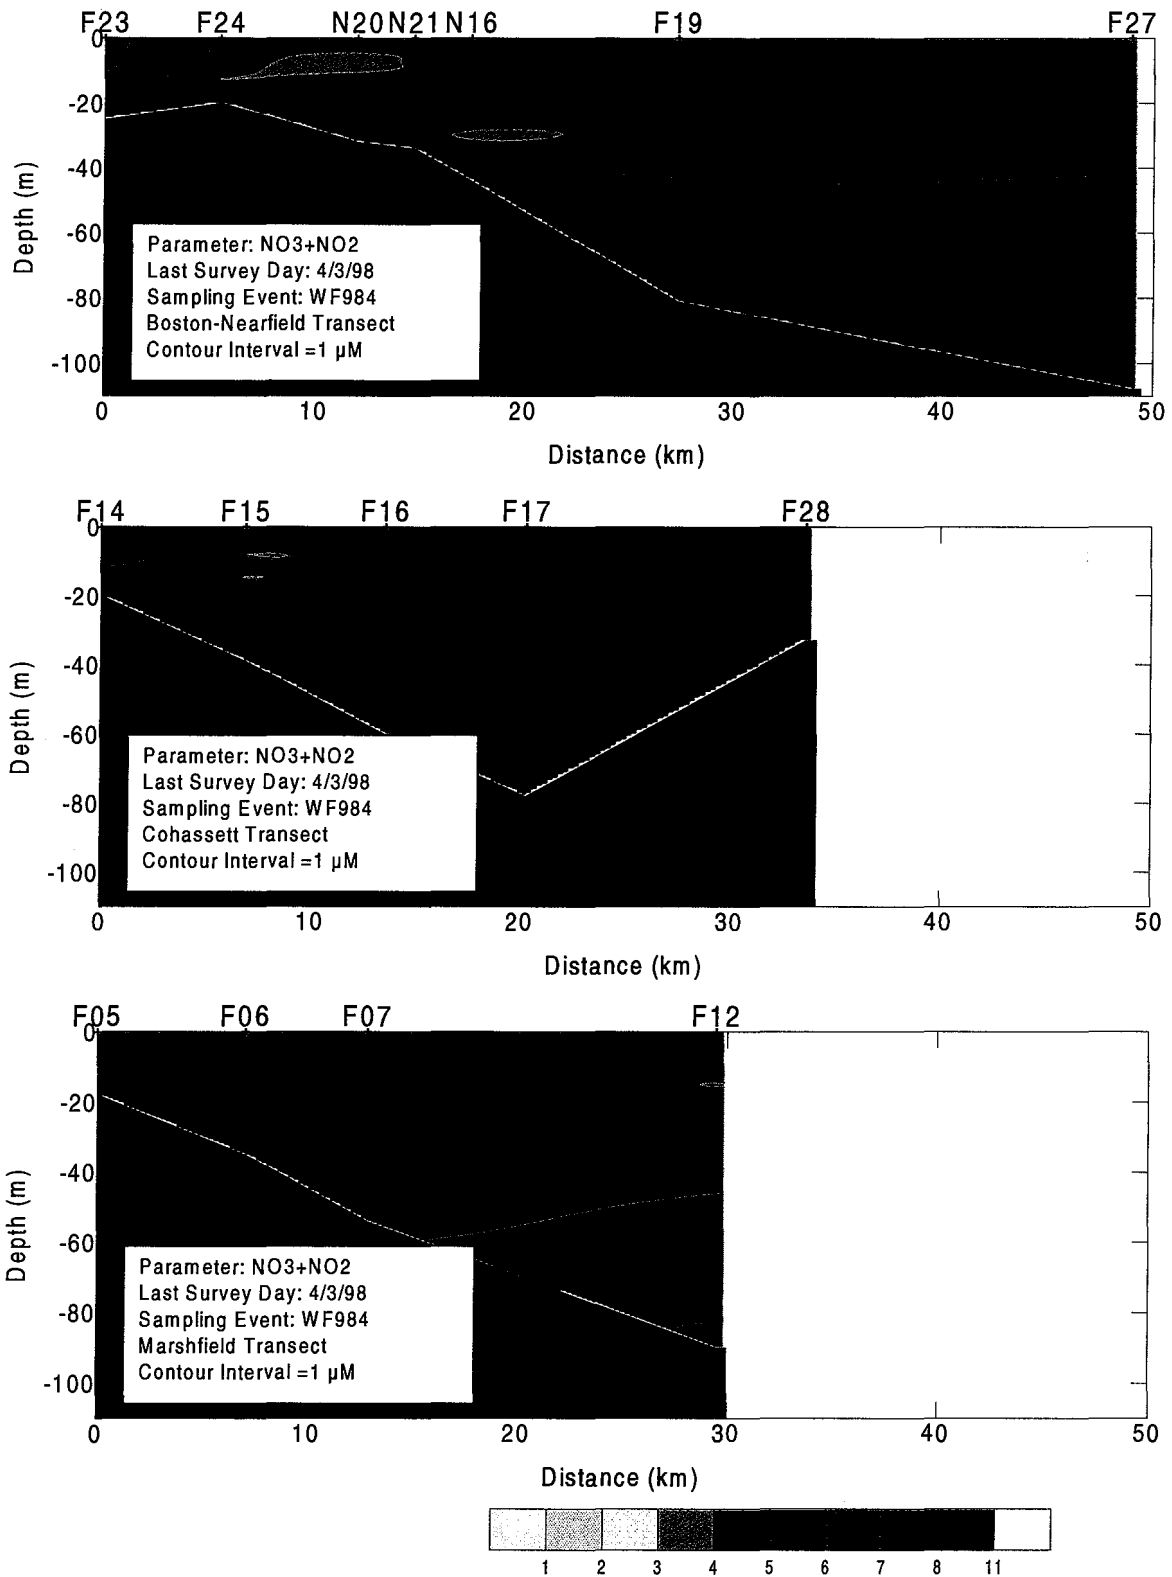 F23 F24 N20 N21 N16 F19 F27
0
-20
-40
-60
-80
-100
Depth (m)
Parameter: NO3+NO2
Last Survey Day: 4/3/98
Sampling Event: WF984
Boston-Nearfield Transect
Contour Interval =1 µM
0 10 20 30 40 50
Distance (km)
F14 F15 F16 F17 F28
0
-20
-40
-60
-80
-100
Depth (m)
Parameter: NO3+NO2
Last Survey Day: 4/3/98
Sampling Event: WF984
Cohassett Transect
Contour Interval =1 µM
0 10 20 30 40 50
Distance (km)
F05 F06 F07 F12
0
-20
-40
-60
-80
-100
Depth (m)
Parameter: NO3+NO2
Last Survey Day: 4/3/98
Sampling Event: WF984
Marshfield Transect
Contour Interval =1 µM
0 10 20 30 40 50
Distance (km)
1 2 3 4 5 6 7 8 11